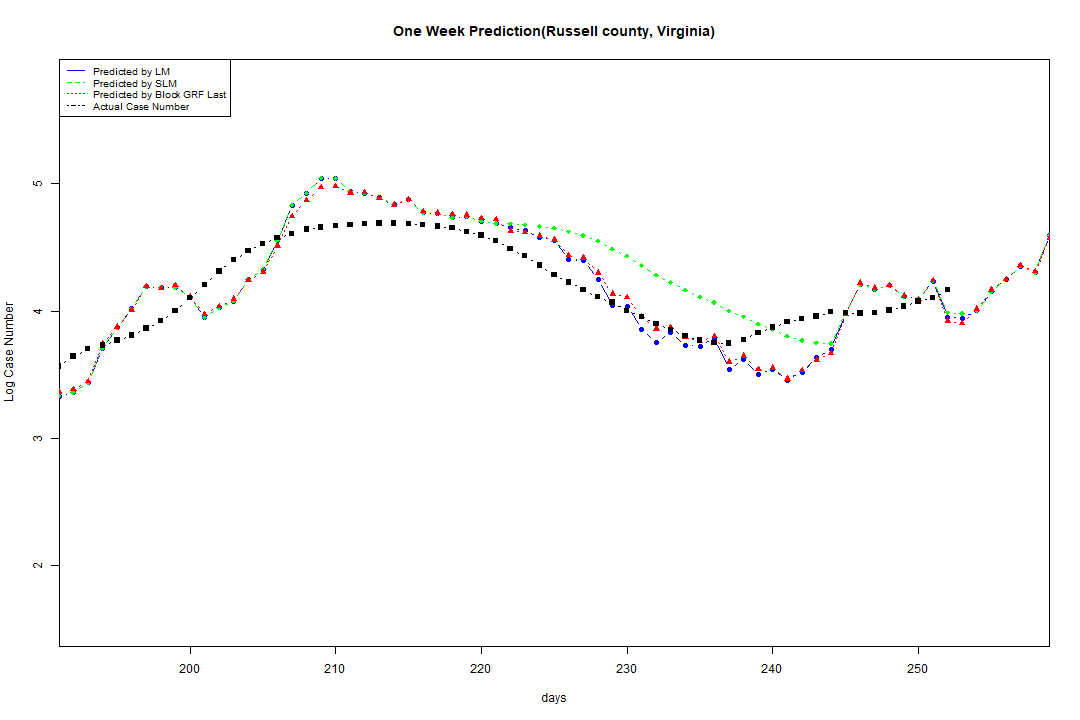 One Week Prediction(Russell county, Virginia)
Predicted by LM
Predicted by SLM
Predicted by Block GRF Last
Actual Case Number
Log Case Number
5
4
3
2
200 210 220 230 240 250
days